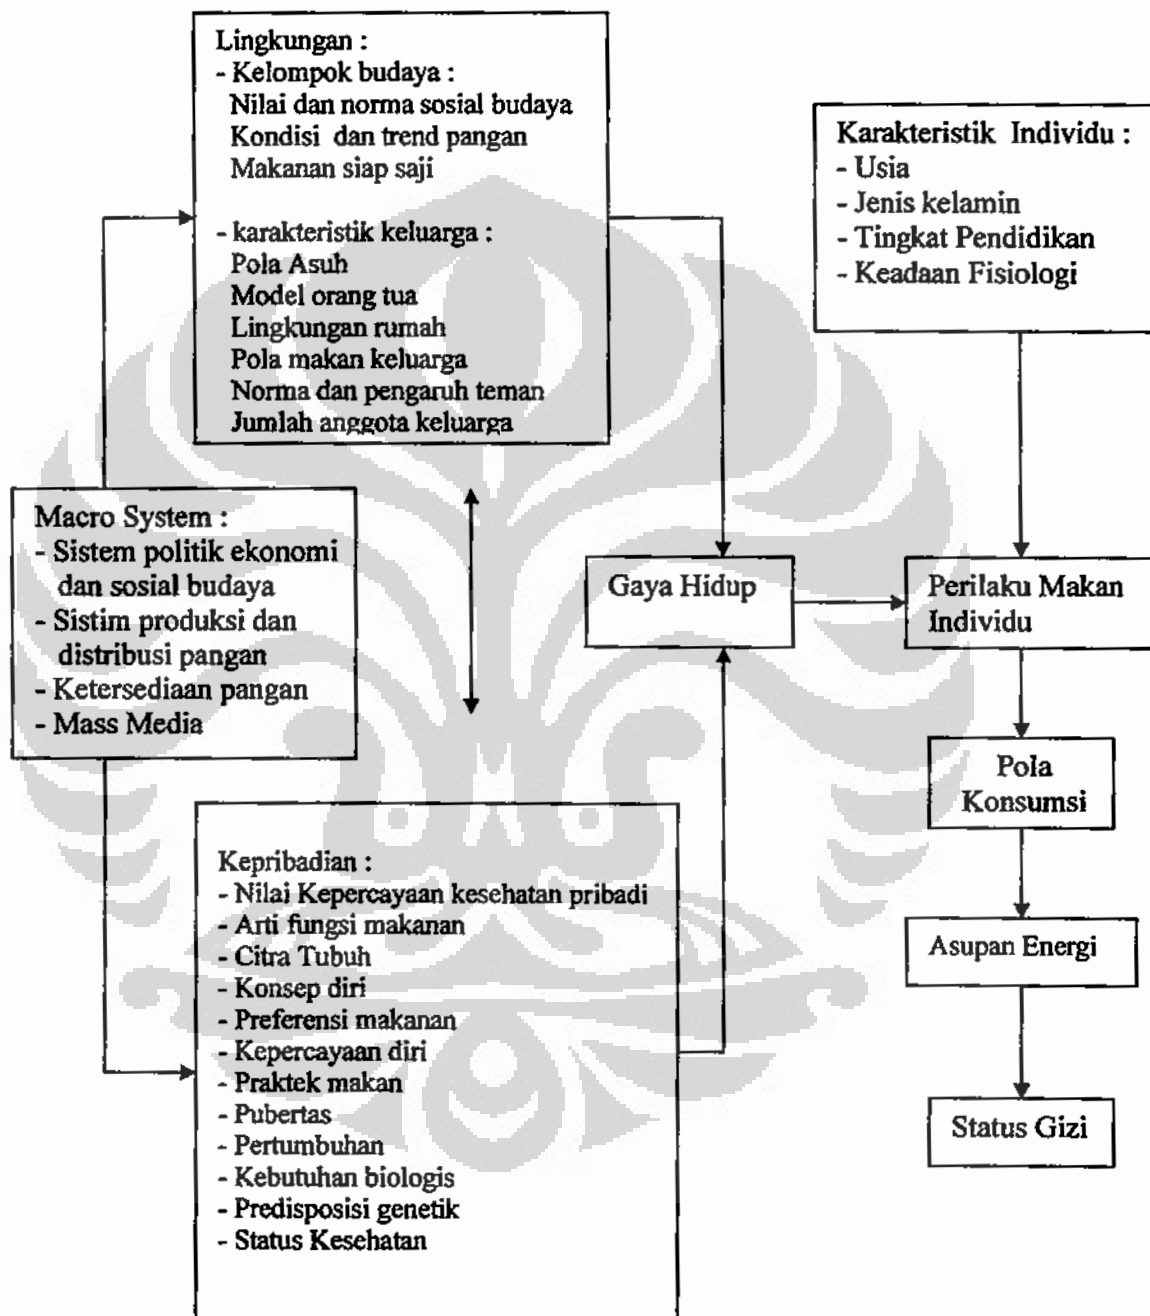 Lingkungan :
- Kelompok budaya :
Nilai dan norma sosial budaya
Kondisi dan trend pangan
Makanan siap saji
- karakteristik keluarga :
Pola Asuh
Model orang tua
Lingkungan rumah
Pola makan keluarga
Norma dan pengaruh teman
Jumlah anggota keluarga
Karakteristik Individu :
- Usia
- Jenis kelamin
- Tingkat Pendidikan
- Keadaan Fisiologi
Macro System :
- Sistem politik ekonomi
dan sosial budaya
- Sistim produksi dan
distribusi pangan
- Ketersediaan pangan
- Mass Media
Gaya Hidup
Perilaku Makan
Individu
Pola
Konsumsi
Asupan Energi
Status Gizi
Kepribadian :
- Nilai Kepercayaan kesehatan pribadi
- Arti fungsi makanan
- Citra Tubuh
- Konsep diri
- Preferensi makanan
- Kepercayaan diri
- Praktek makan
- Pubertas
- Pertumbuhan
- Kebutuhan biologis
- Predisposisi genetik
- Status Kesehatan